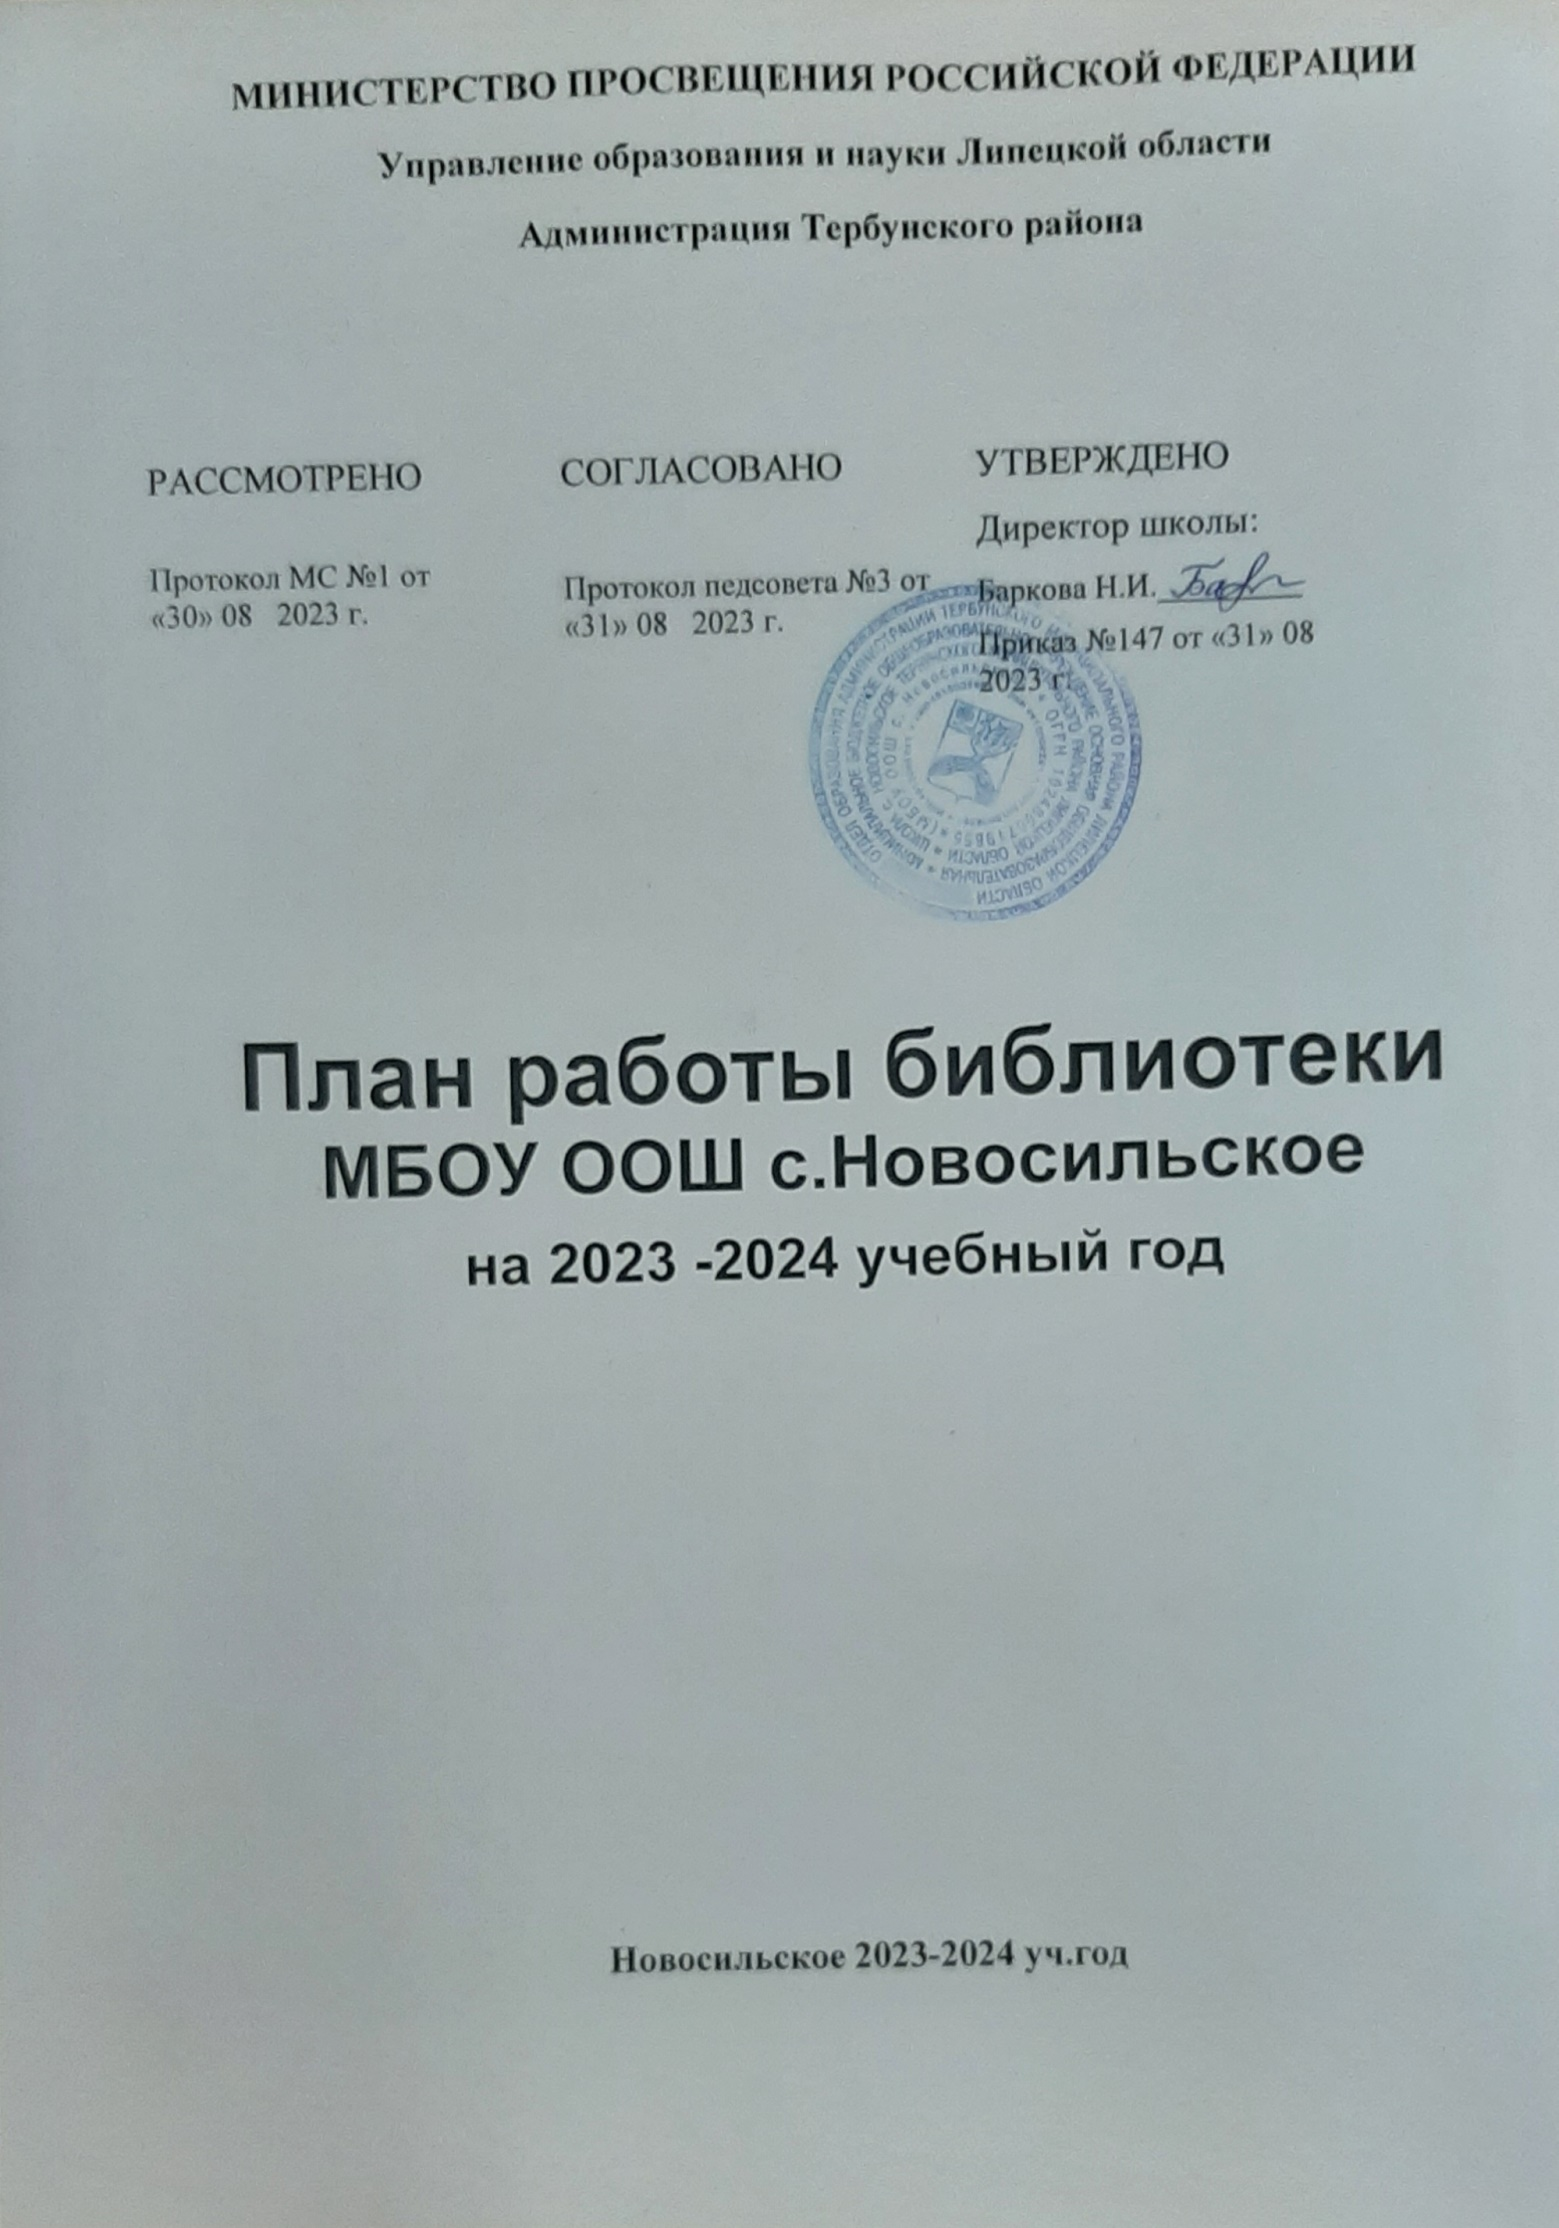 МИНИСТЕРСТВО ПРОСВЕЩЕНИЯ РОССИЙСКОЙ ФЕДЕРАЦИИ
Управление образования и науки Липецкой области
Администрация Тербунского района
РАССМОТРЕНО
Протокол МС №1 от
«30» 08 2023 г.
СОГЛАСОВАНО
Протокол педсовета №3 от
«31» 08 2023 г.
УТВЕРЖДЕНО
Директор школы:
Баркова Н.И.
Приказ №147 от «31» 08
2023 г.
План работы библиотеки
МБОУ ООШ с.Новосильское
на 2023 -2024 учебный год
Новосильское 2023-2024 уч.год